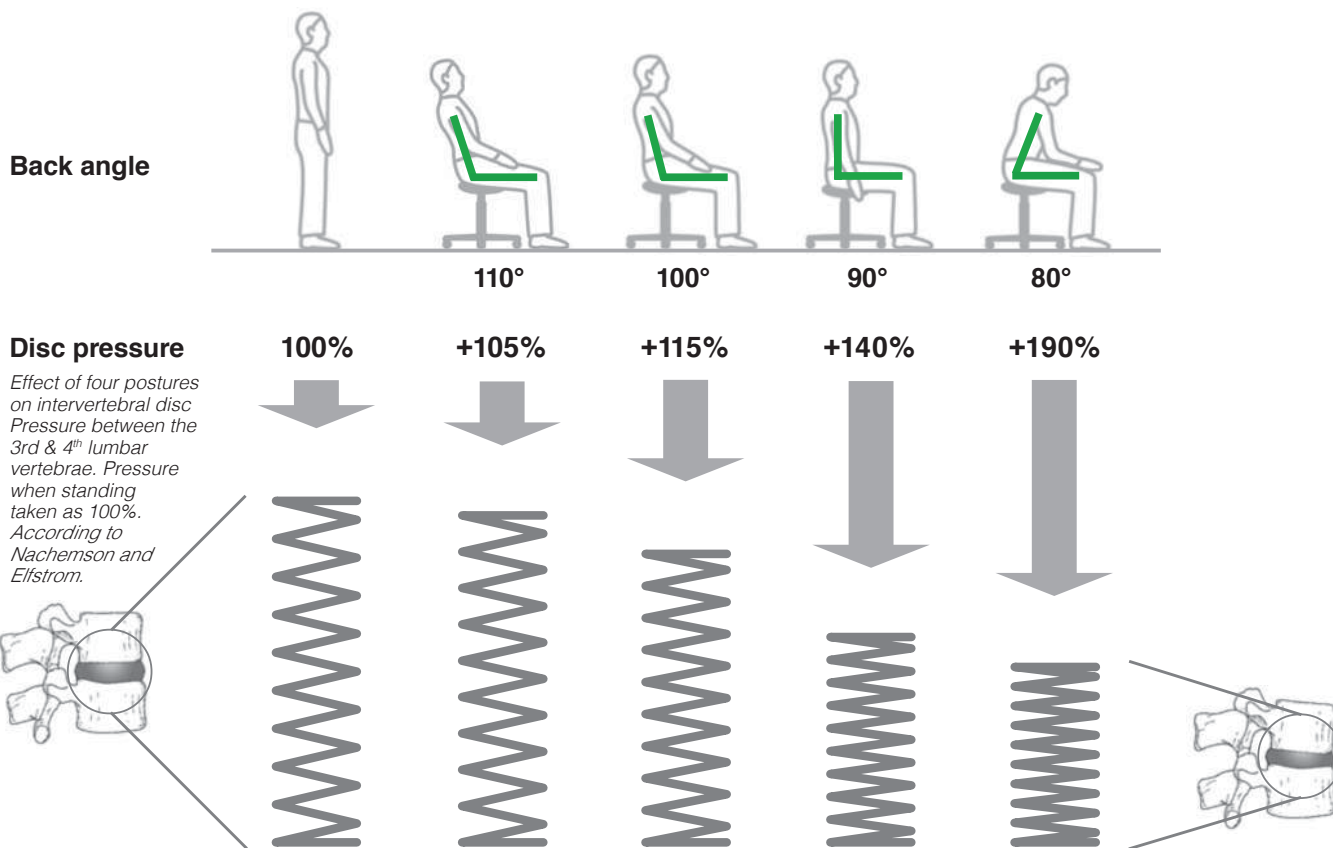 Back angle
110° 100° 90° 80°
Disc pressure 100% +105% +115% +140% +190%
Effect of four postures
on intervertebral disc
Pressure between the
3rd & 4th lumbar
vertebrae. Pressure
when standing
taken as 100%.
According to
Nachemson and
Elfstrom.